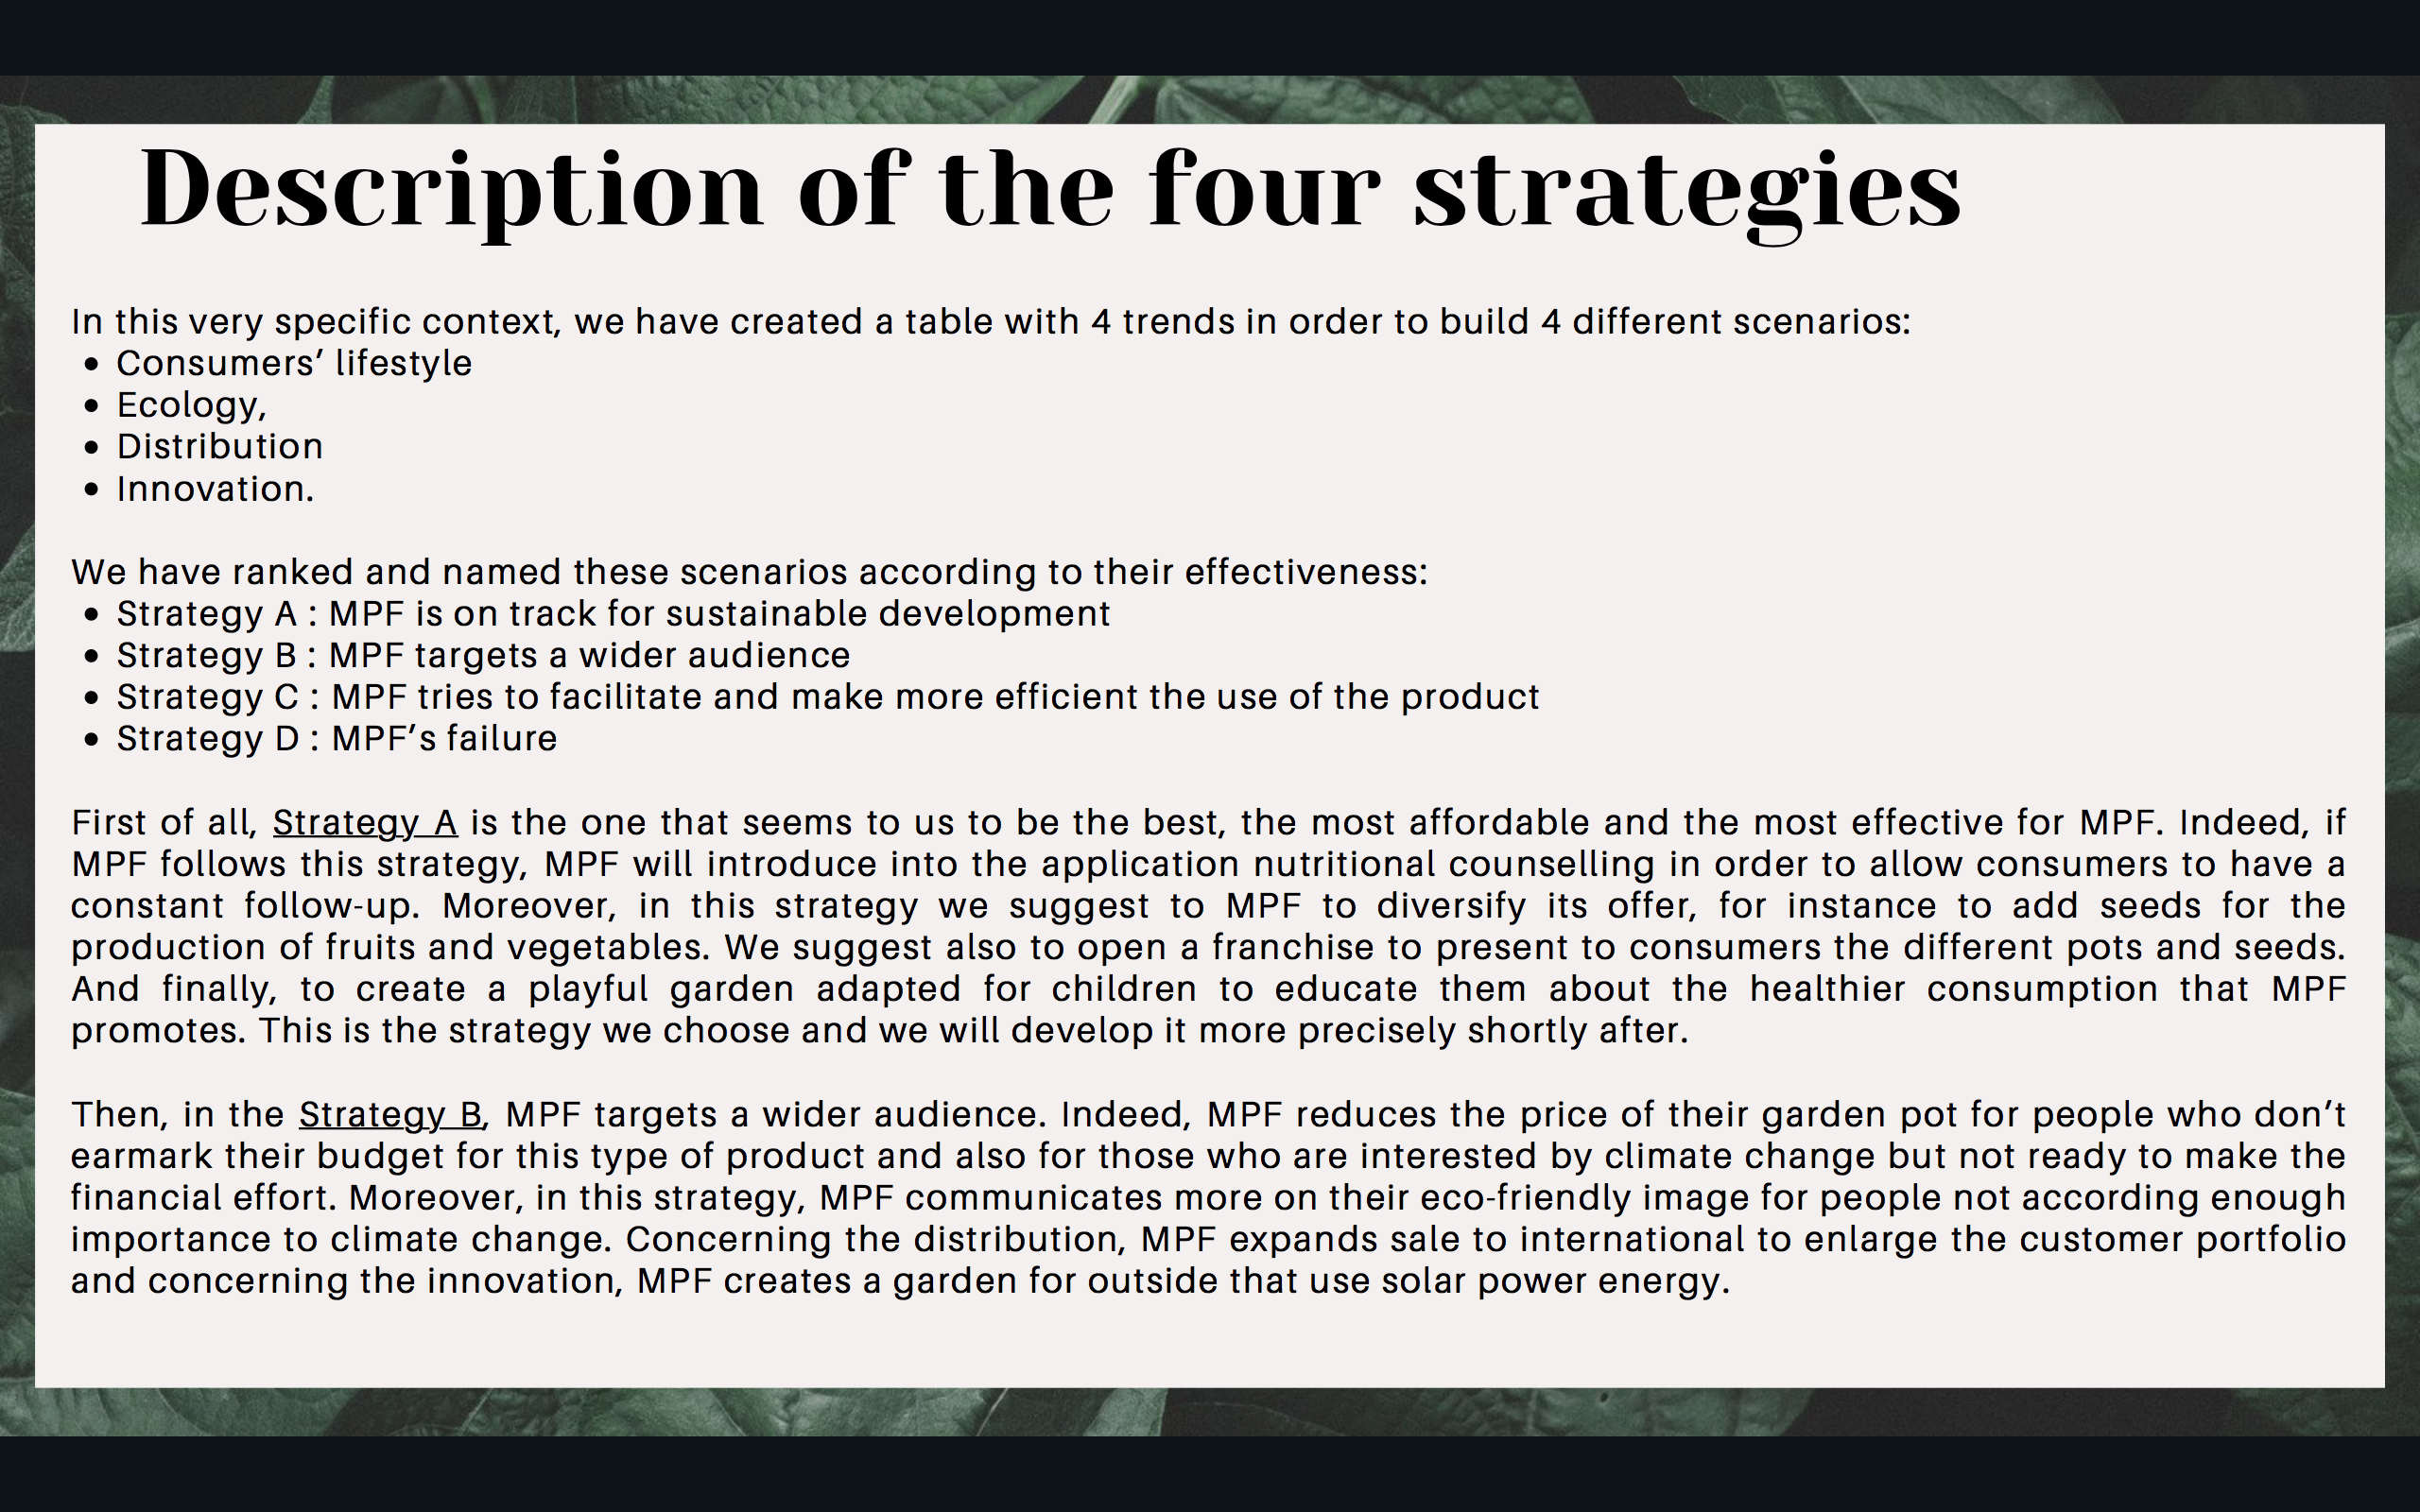 Description of the four strategies
In this very specific context, we have created a table with 4 trends in order to build 4 different scenarios:
• Consumers’ lifestyle
• Ecology,
• Distribution
• Innovation.
We have ranked and named these scenarios according to their effectiveness:
• Strategy A : MPF is on track for sustainable development
• Strategy B : MPF targets a wider audience
• Strategy C : MPF tries to facilitate and make more efficient the use of the product
• Strategy D : MPF’s failure
First of all, Strategy A is the one that seems to us to be the best, the most affordable and the most effective for MPF. Indeed, if
MPF follows this strategy, MPF will introduce into the application nutritional counselling in order to allow consumers to have a
constant follow-up. Moreover, in this strategy we suggest to MPF to diversify its offer, for instance to add seeds for the
production of fruits and vegetables. We suggest also to open a franchise to present to consumers the different pots and seeds.
And finally, to create a playful garden adapted for children to educate them about the healthier consumption that MPF
promotes. This is the strategy we choose and we will develop it more precisely shortly after.
Then, in the Strategy B, MPF targets a wider audience. Indeed, MPF reduces the price of their garden pot for people who don’t
earmark their budget for this type of product and also for those who are interested by climate change but not ready to make the
financial effort. Moreover, in this strategy, MPF communicates more on their eco-friendly image for people not according enough
importance to climate change. Concerning the distribution, MPF expands sale to international to enlarge the customer portfolio
and concerning the innovation, MPF creates a garden for outside that use solar power energy.